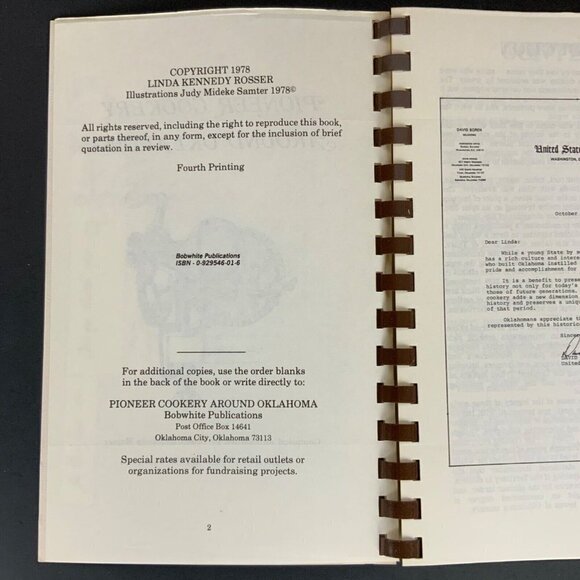 COPYRIGHT 1978
LINDA KENNEDY ROSSER
Illustrations Judy Mideke Samter 1978©
All rights reserved, including the right to reproduce this book,
or parts thereof, in any form, except for the inclusion of brief
quotation in a review.
Fourth Printing
Bobwhite Publications
ISBN - 0-929546-01-6
For additional copies, use the order blanks
in the back of the book or write directly to:
PIONEER COOKERY AROUND OKLAHOMA
Bobwhite Publications
Post Office Box 14641
Oklahoma City, Oklahoma 73113
Special rates available for retail outlets or
organizations for fundraising projects.
2
DAVID BOREN
OKLAHOMA
United Stat
WASHINGTON, D
October
Dear Linda:
While a young State by
has a rich culture and inter
who built Oklahoma instilled
pride and accomplishment for
It is a benefit to prese
history not only for today's
those of future generations.
cookery adds a new dimension
history and preserves a uniq
of that period.
Oklahomans appreciate th
represented by this historic
Sincer
DAVID
United